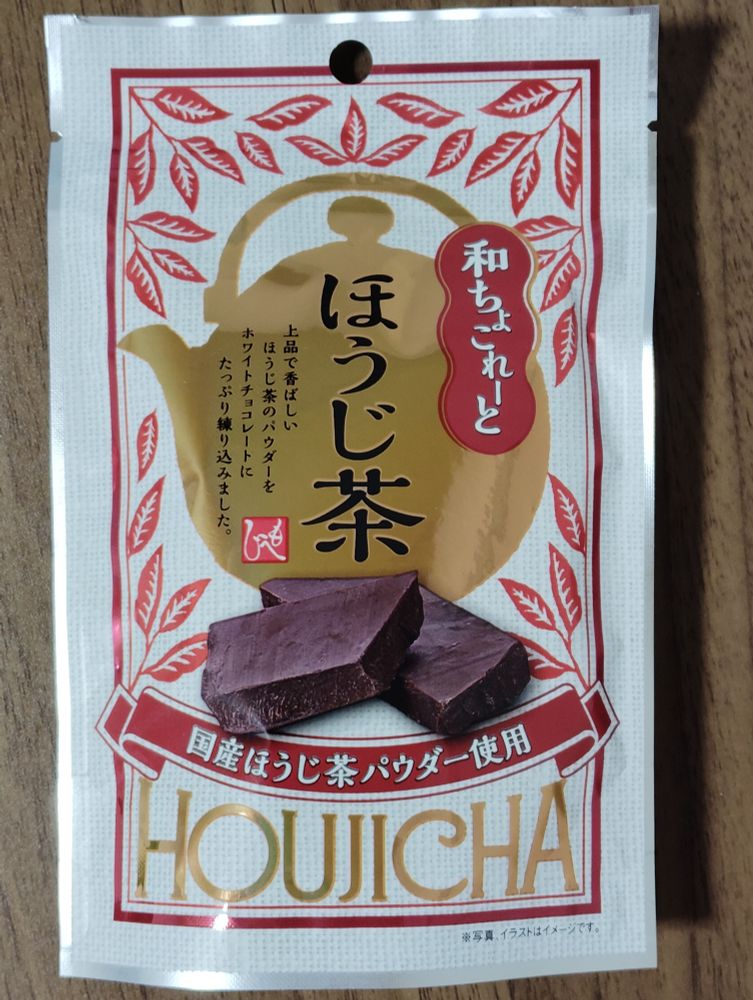 和ちょこれーと
ほうじ茶
上品で香ばしい
ほうじ茶のパウダーを
ホワイトチョコレートに
たっぷり練り込みました。
もへじ
国産ほうじ茶パウダー使用
HOUJICHA
※写真、イラストはイメージです。